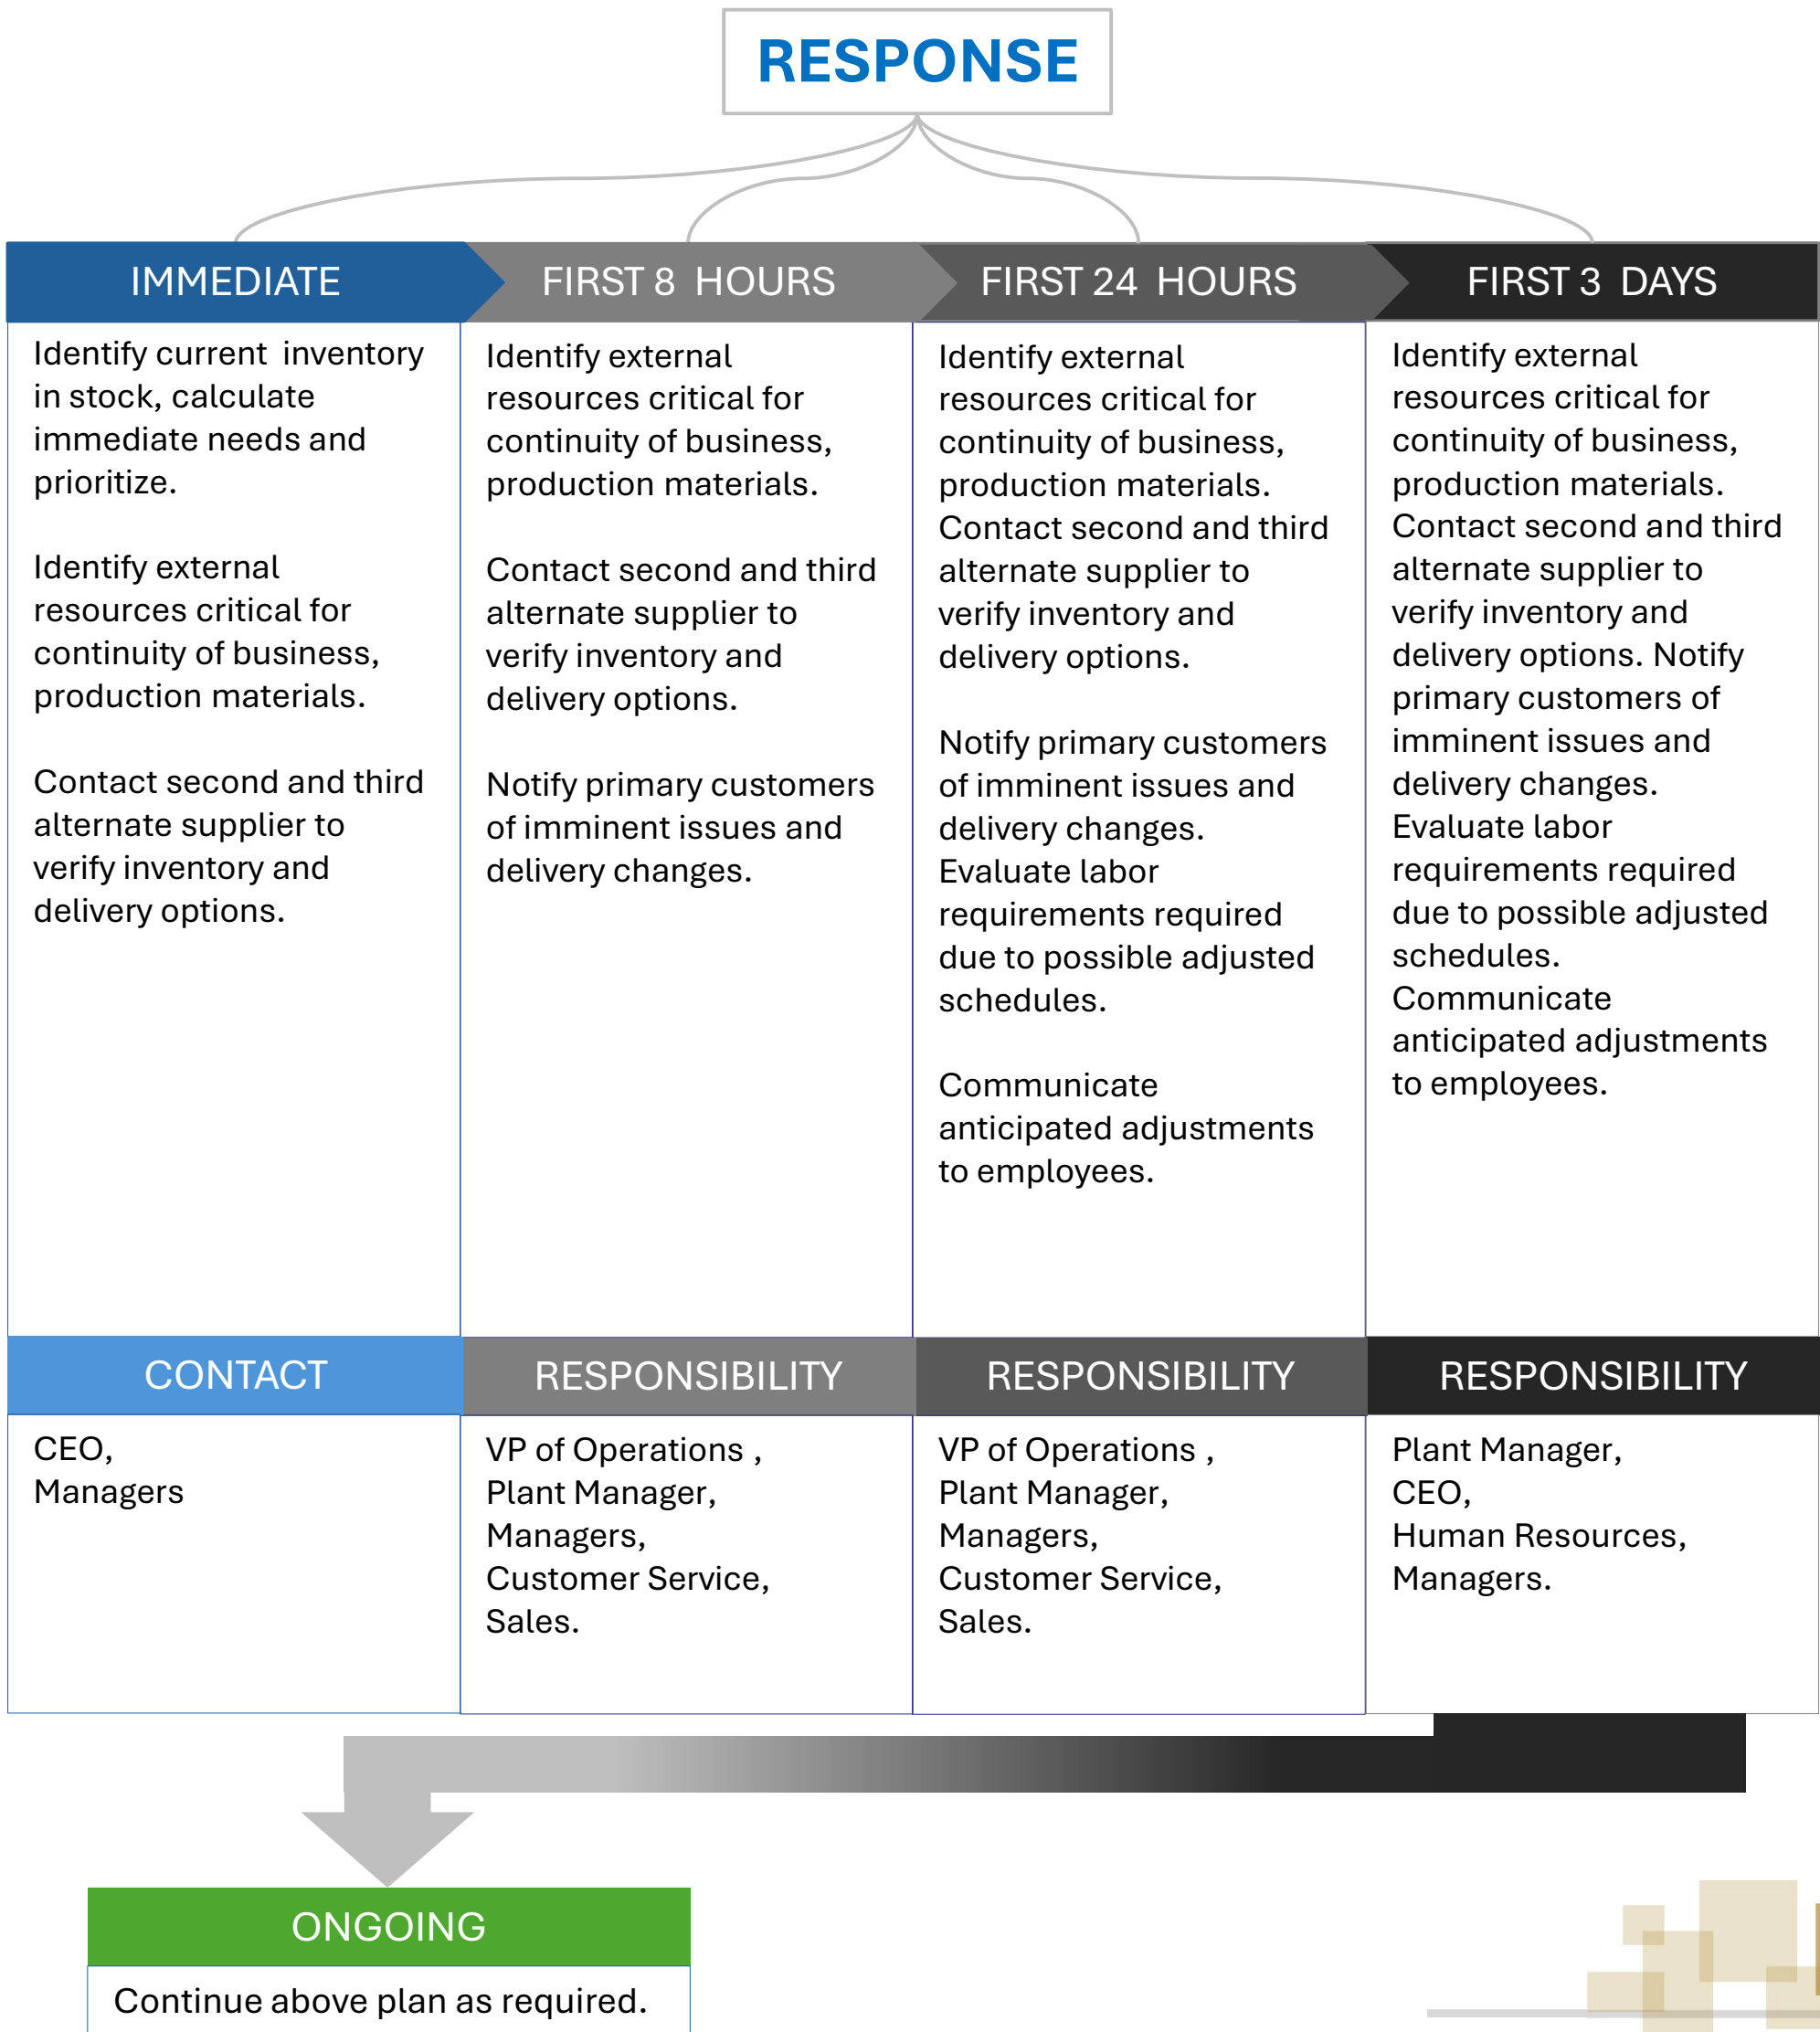 RESPONSE
IMMEDIATE
Identify current inventory
in stock, calculate
immediate needs and
prioritize.
Identify external
resources critical for
continuity of business,
production materials.
Contact second and third
alternate supplier to
verify inventory and
delivery options.
FIRST 8 HOURS
Identify external
resources critical for
continuity of business,
production materials.
Contact second and third
alternate supplier to
verify inventory and
delivery options.
Notify primary customers
of imminent issues and
delivery changes.
FIRST 24 HOURS
Identify external
resources critical for
continuity of business,
production materials.
Contact second and third
alternate supplier to
verify inventory and
delivery options.
Notify primary customers
of imminent issues and
delivery changes.
Evaluate labor
requirements required
due to possible adjusted
schedules.
Communicate
anticipated adjustments
to employees.
FIRST 3 DAYS
Identify external
resources critical for
continuity of business,
production materials.
Contact second and third
alternate supplier to
verify inventory and
delivery options. Notify
primary customers of
imminent issues and
delivery changes.
Evaluate labor
requirements required
due to possible adjusted
schedules.
Communicate
anticipated adjustments
to employees.
CONTACT
CEO,
Managers
RESPONSIBILITY
VP of Operations ,
Plant Manager,
Managers,
Customer Service,
Sales.
RESPONSIBILITY
VP of Operations ,
Plant Manager,
Managers,
Customer Service,
Sales.
RESPONSIBILITY
Plant Manager,
CEO,
Human Resources,
Managers.
ONGOING
Continue above plan as required.